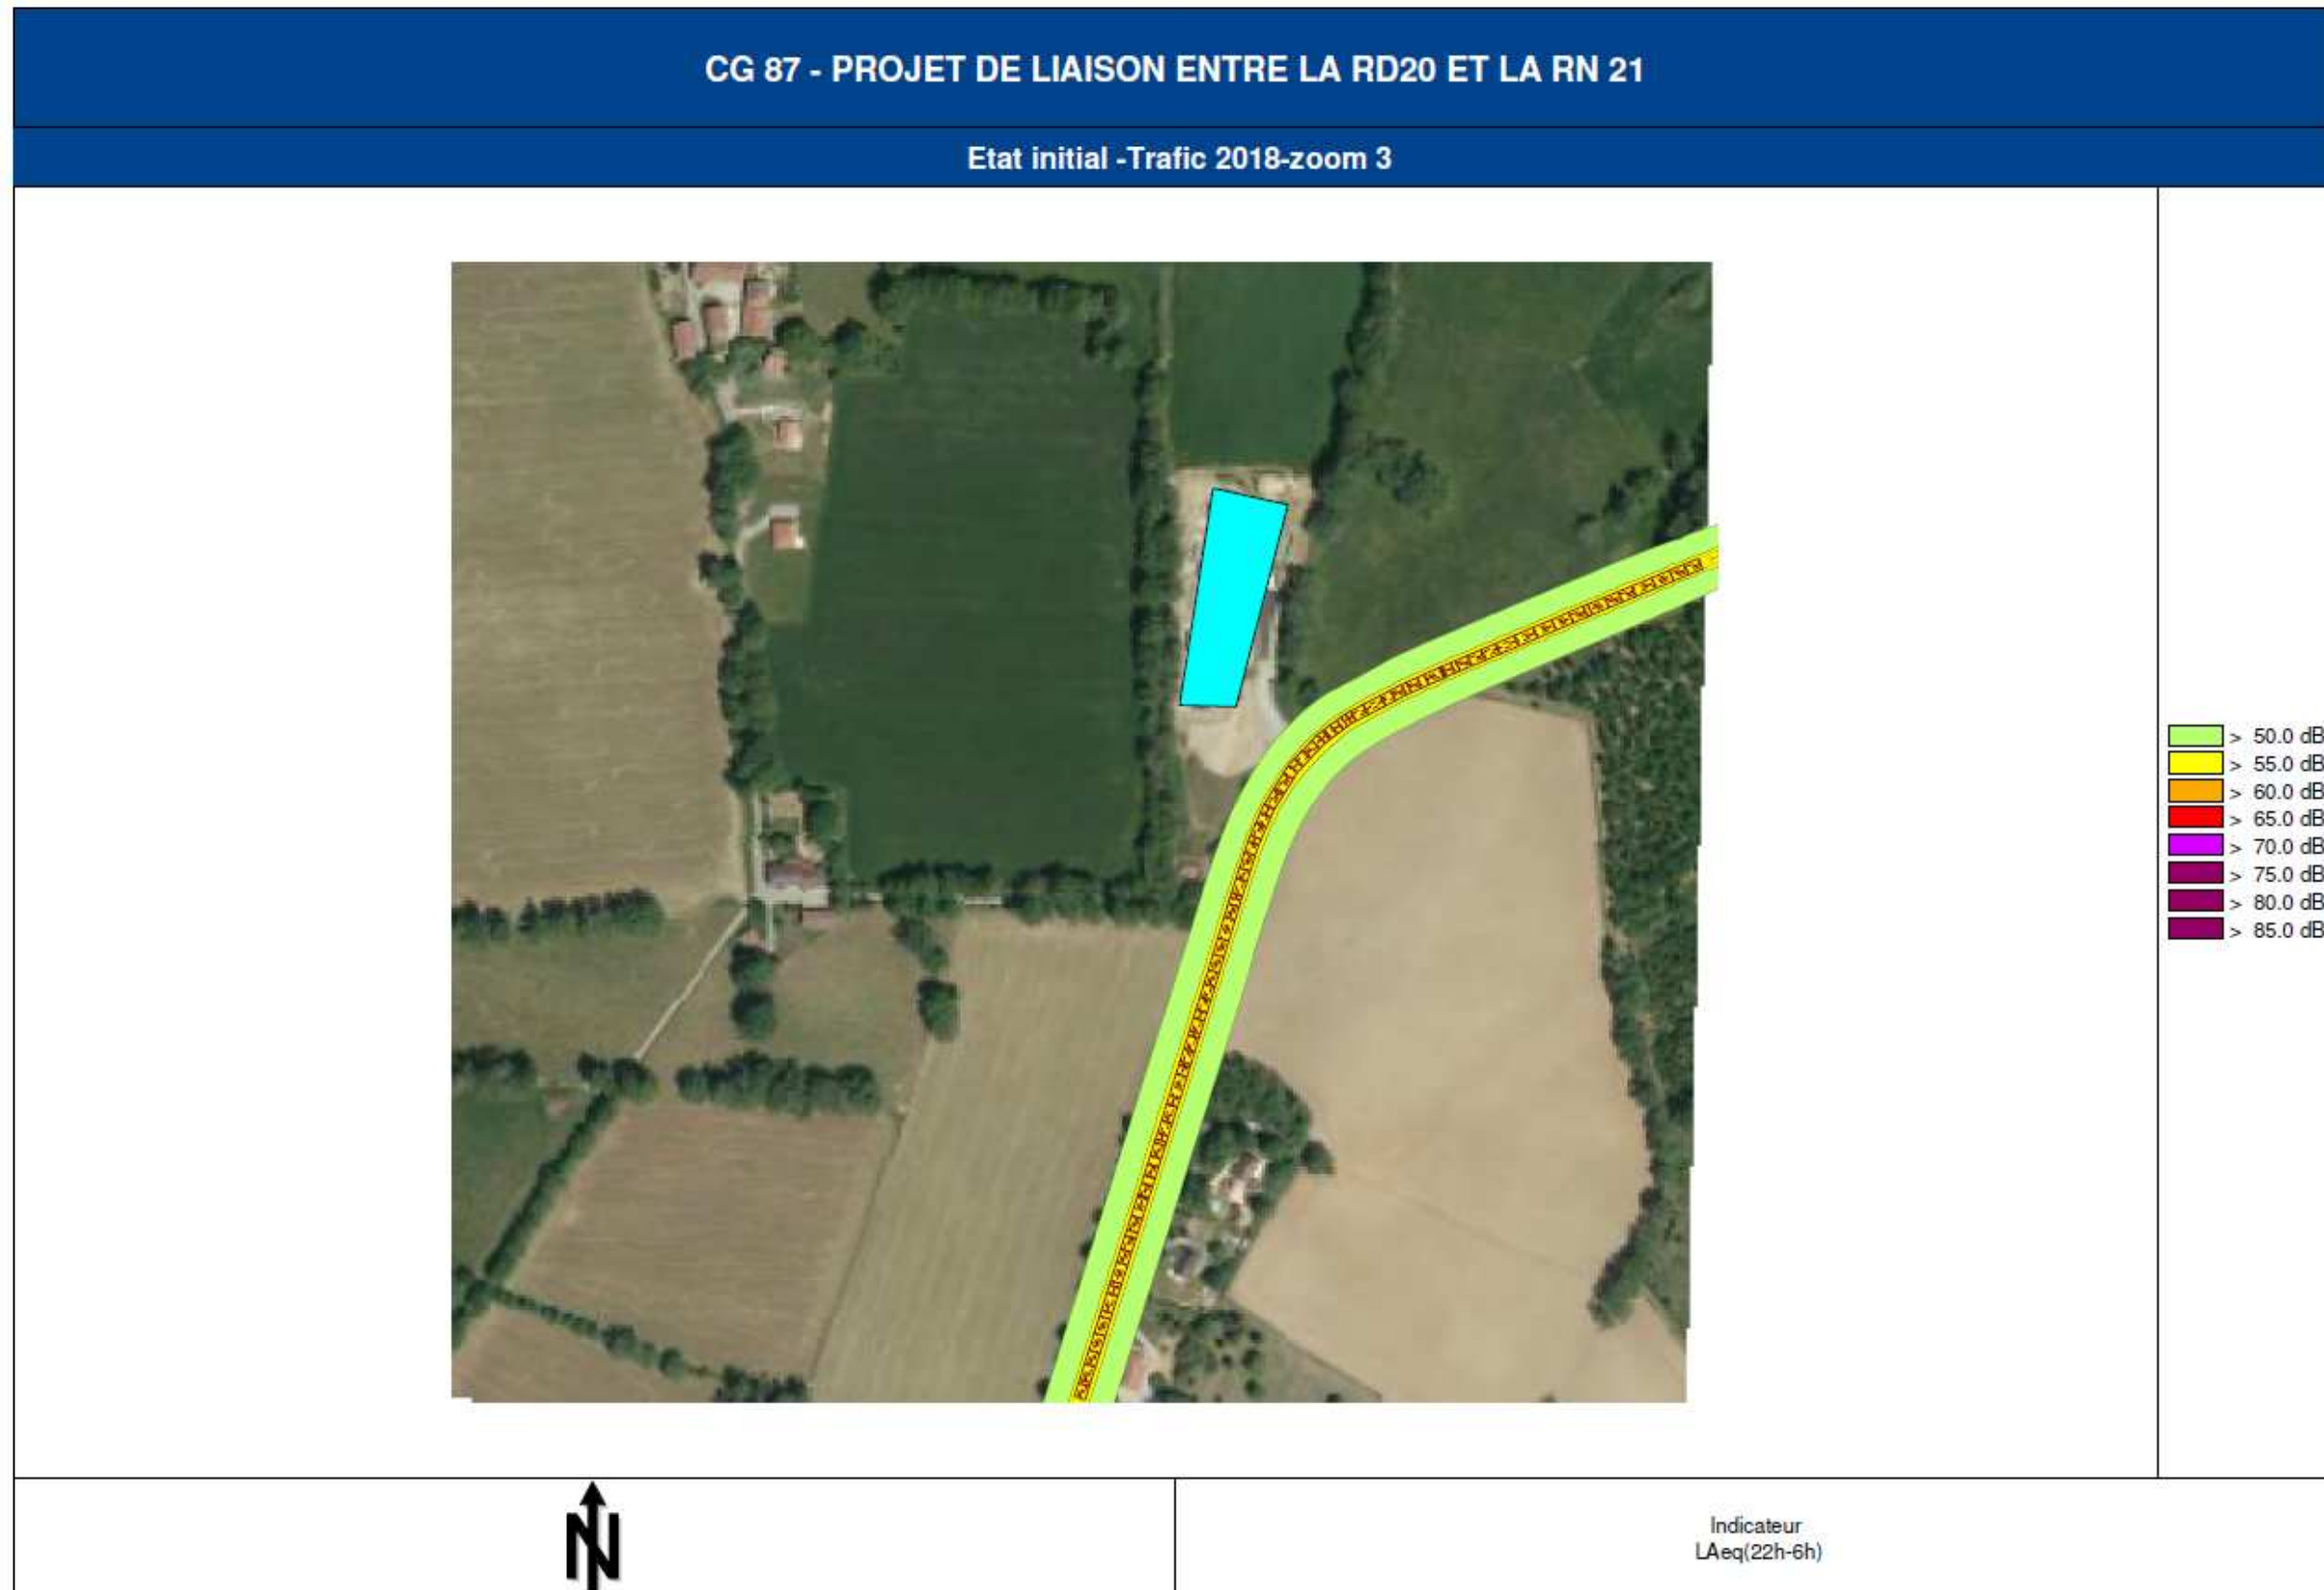 CG 87 - PROJET DE LIAISON ENTRE LA RD20 ET LA RN 21
Etat initial -Trafic 2018-zoom 3
> 50.0 dB
> 55.0 dB
> 60.0 dB
> 65.0 dB
> 70.0 dB
> 75.0 dB
> 80.0 dB
> 85.0 dB
N
Indicateur
LAeq(22h-6h)